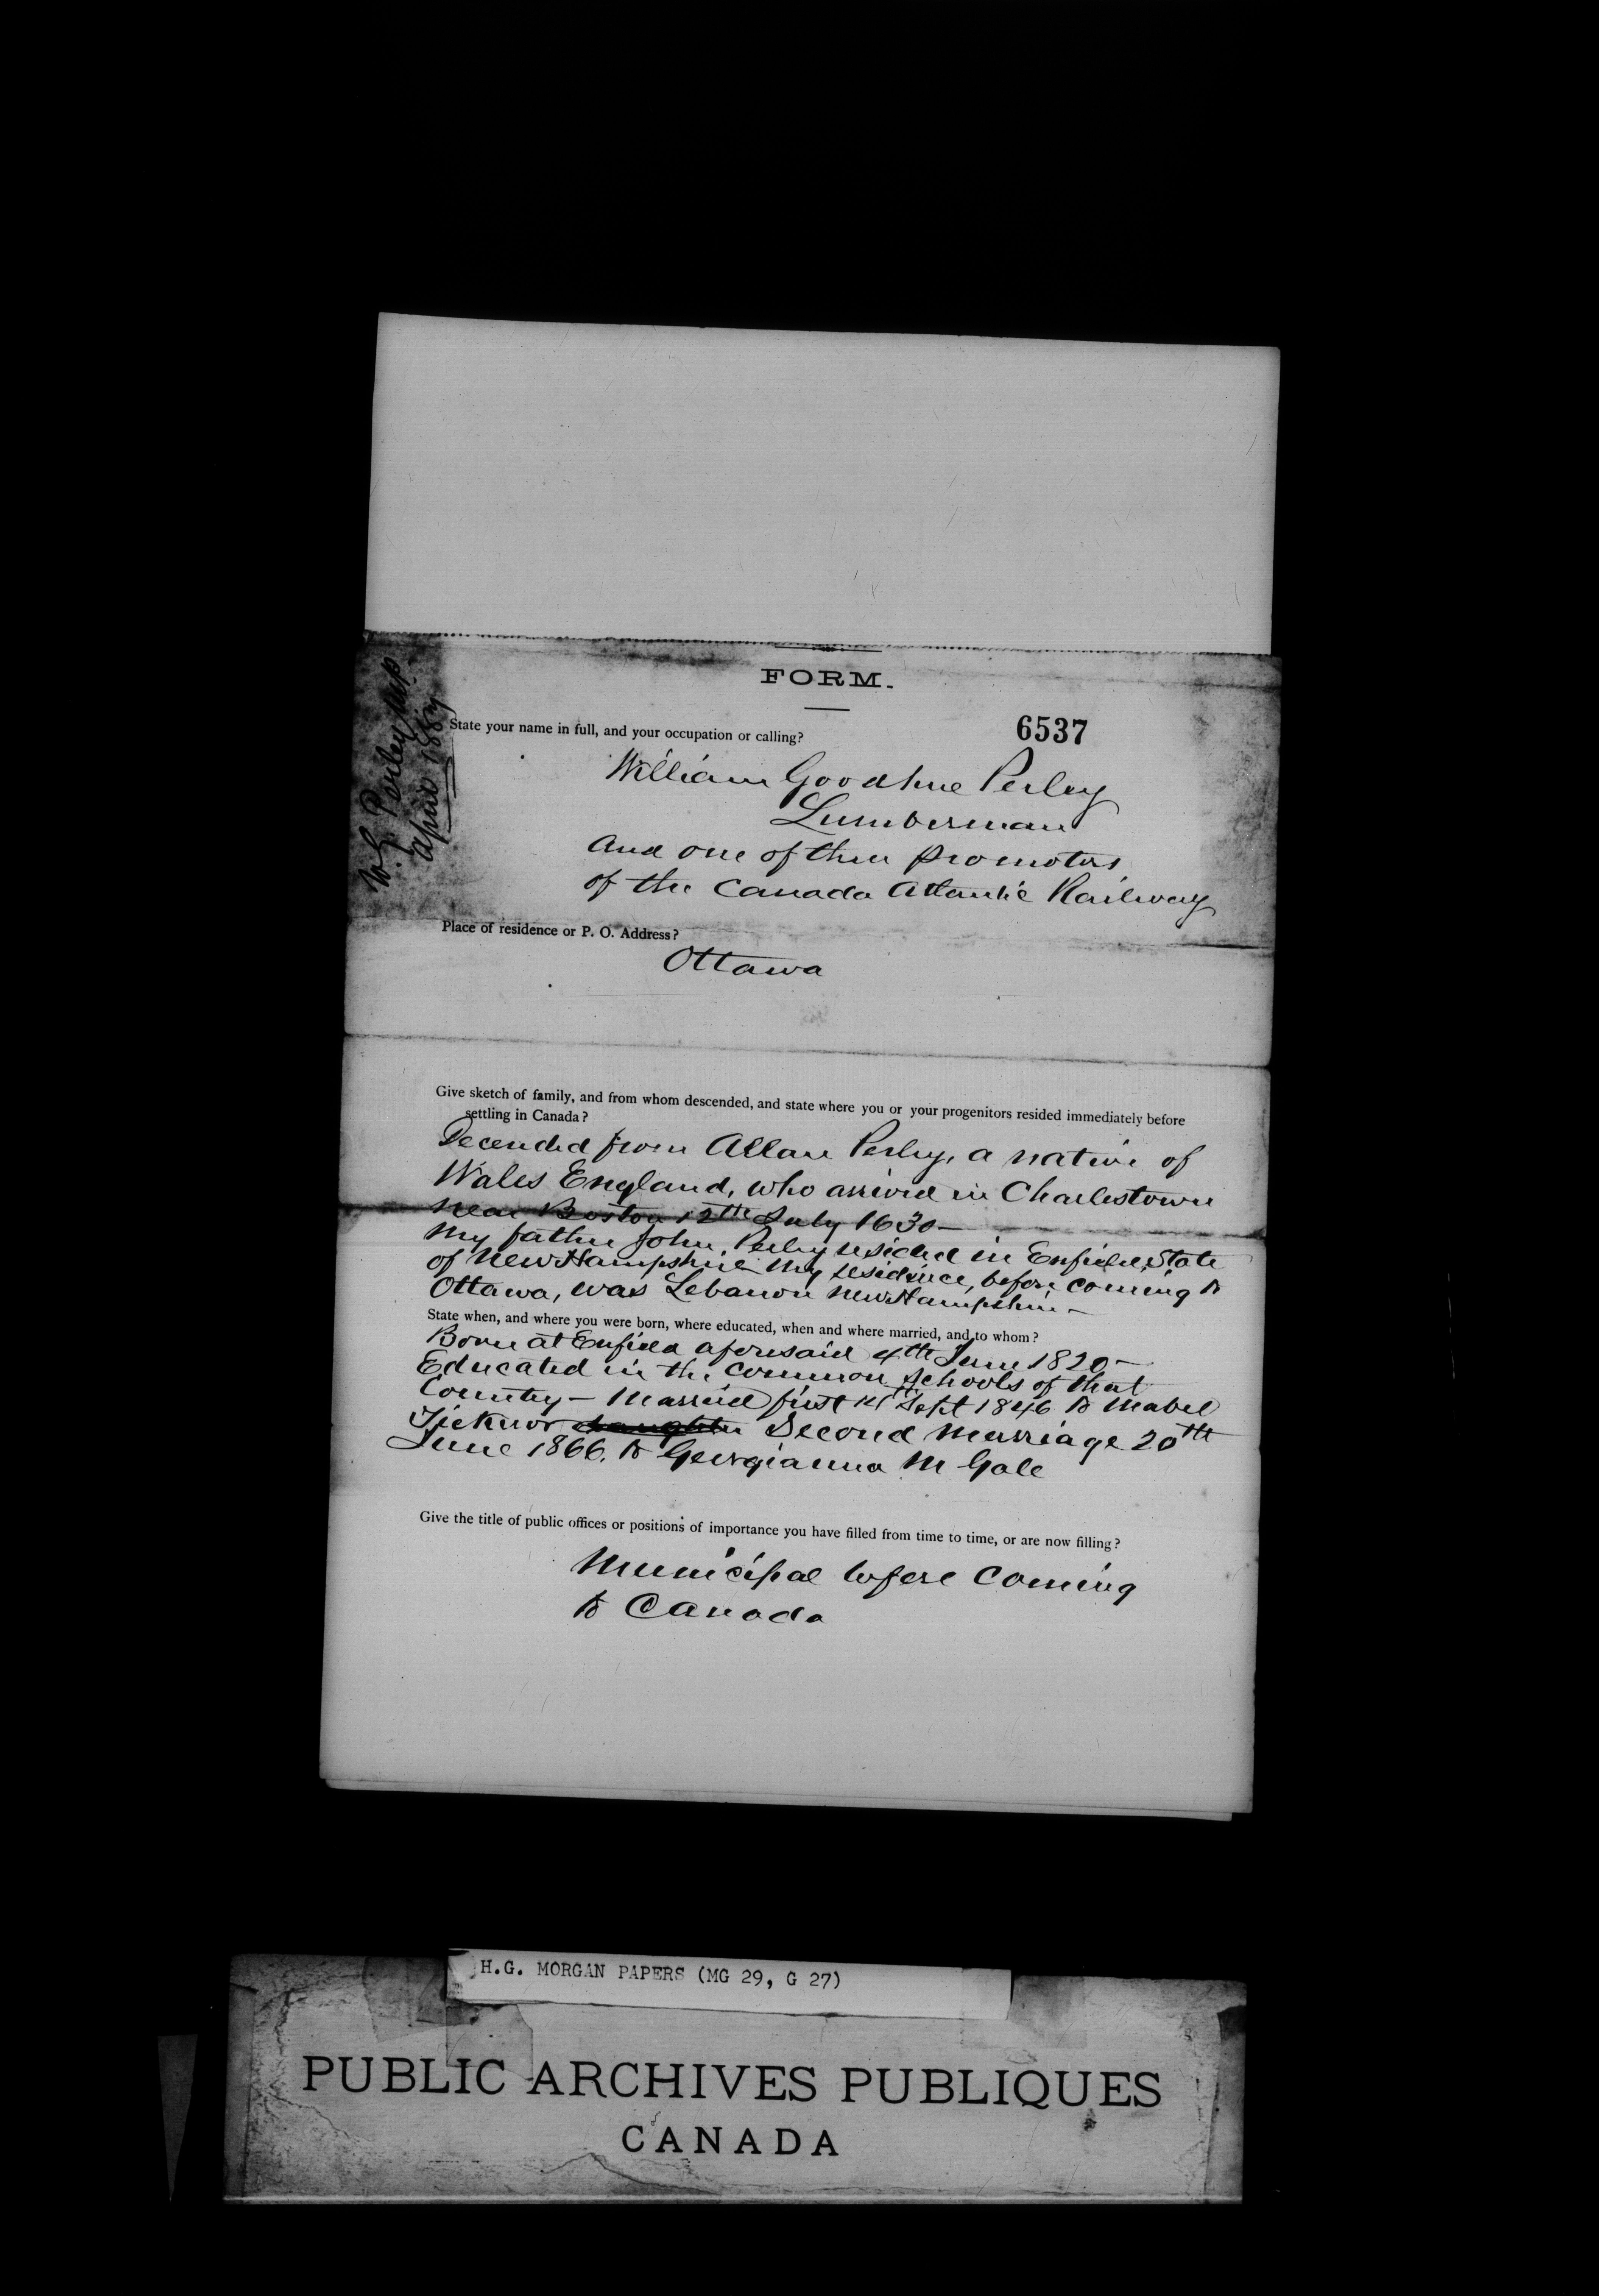 W. G. Perley M.P.
April 1887
FORM.
6537
State your name in full, and your occupation or calling?
William Goodhue Perley
Lumberman
and one of three promoters
of the Canada Atlantic Railway
Place of residence or P. O. Address?
Ottawa
Give sketch of family, and from whom descended, and state where you or your progenitors resided immediately before
settling in Canada?
Decended from Allan Perley, a native of
Wales England, who arrived in Charlestown
near Boston 12th July 1630—
My father John Perley resided in Enfield State
of New Hampshire My residence, before coming to
Ottawa, was Lebanon New Hampshire—
State when, and where you were born, where educated, when and where married, and to whom?
Born at Enfield aforesaid 4th June 1820—
Educated in the common schools of that
Country— Married first 14th Sept 1846 to Mabel
Ticknor daughter Second Marriage 20th
June 1866. to Georgianna M Gale
Give the title of public offices or positions of importance you have filled from time to time, or are now filling?
Municipal before coming
to Canada
H.G. MORGAN PAPERS (MG 29, G 27)
PUBLIC ARCHIVES PUBLIQUES
CANADA